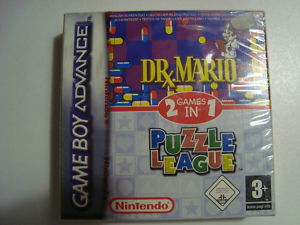 GAME BOY ADVANCE
DR. MARIO
2 GAMES IN 1
PUZZLE
LEAGUE
Nintendo
3+